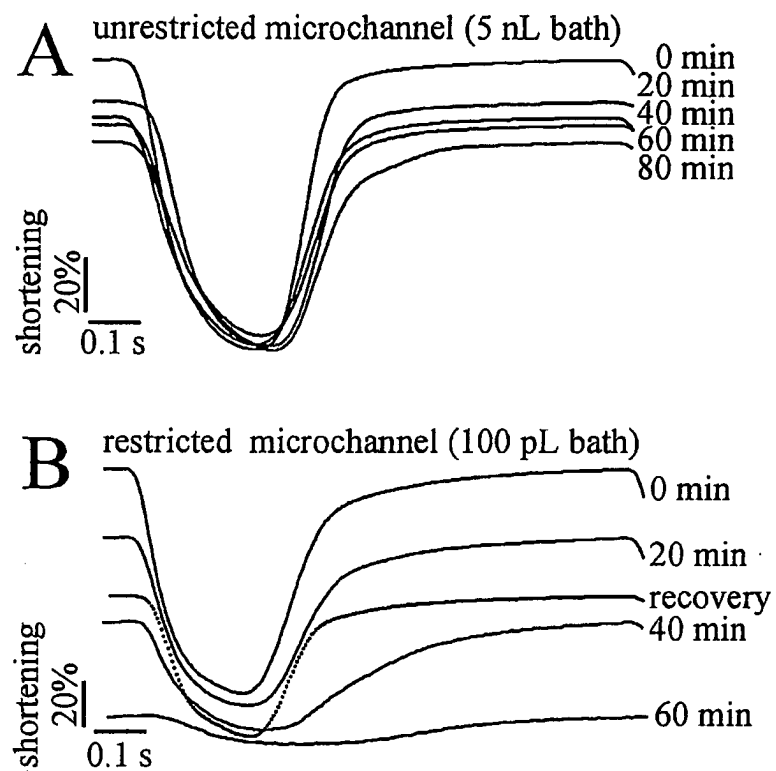 A
unrestricted microchannel (5 nL bath)
0 min
20 min
40 min
60 min
80 min
shortening
20%
0.1 s
B
restricted microchannel (100 pL bath)
0 min
20 min
recovery
40 min
60 min
shortening
20%
0.1 s